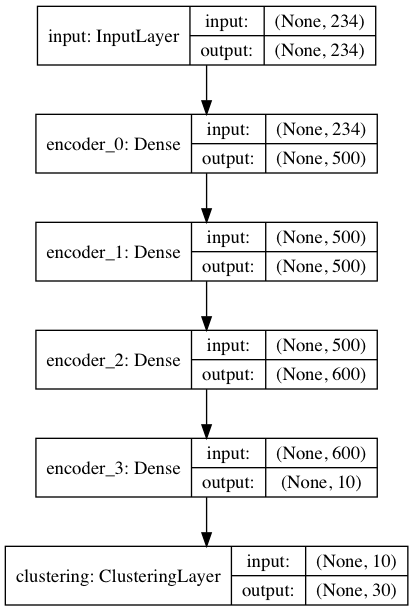 input: InputLayer
input: (None, 234)
output: (None, 234)
encoder_0: Dense
input: (None, 234)
output: (None, 500)
encoder_1: Dense
input: (None, 500)
output: (None, 500)
encoder_2: Dense
input: (None, 500)
output: (None, 600)
encoder_3: Dense
input: (None, 600)
output: (None, 10)
clustering: ClusteringLayer
input: (None, 10)
output: (None, 30)